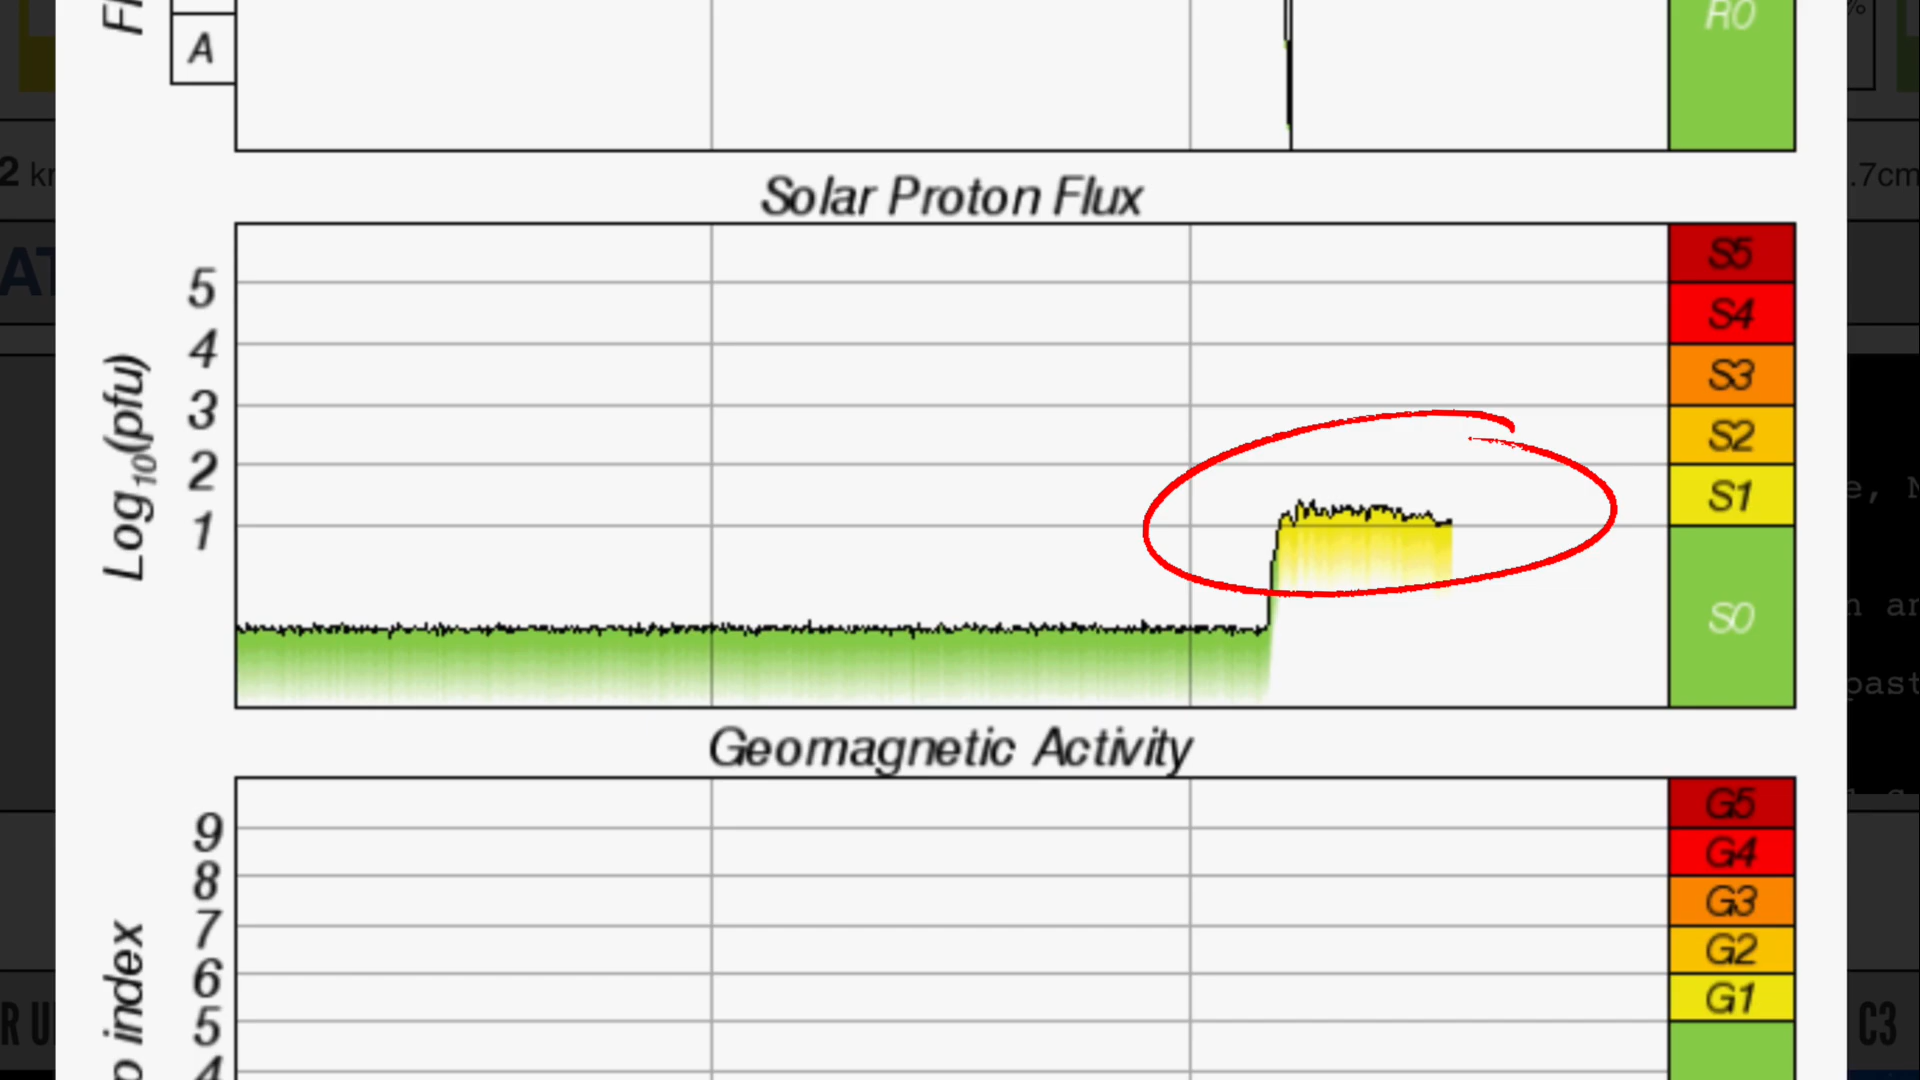 A
R0
2 km
.7cm
Solar Proton Flux
Log10(pfu)
5
4
3
2
1
S5
S4
S3
S2
S1
S0
Geomagnetic Activity
index
9
8
7
6
5
4
G5
G4
G3
G2
G1
C3